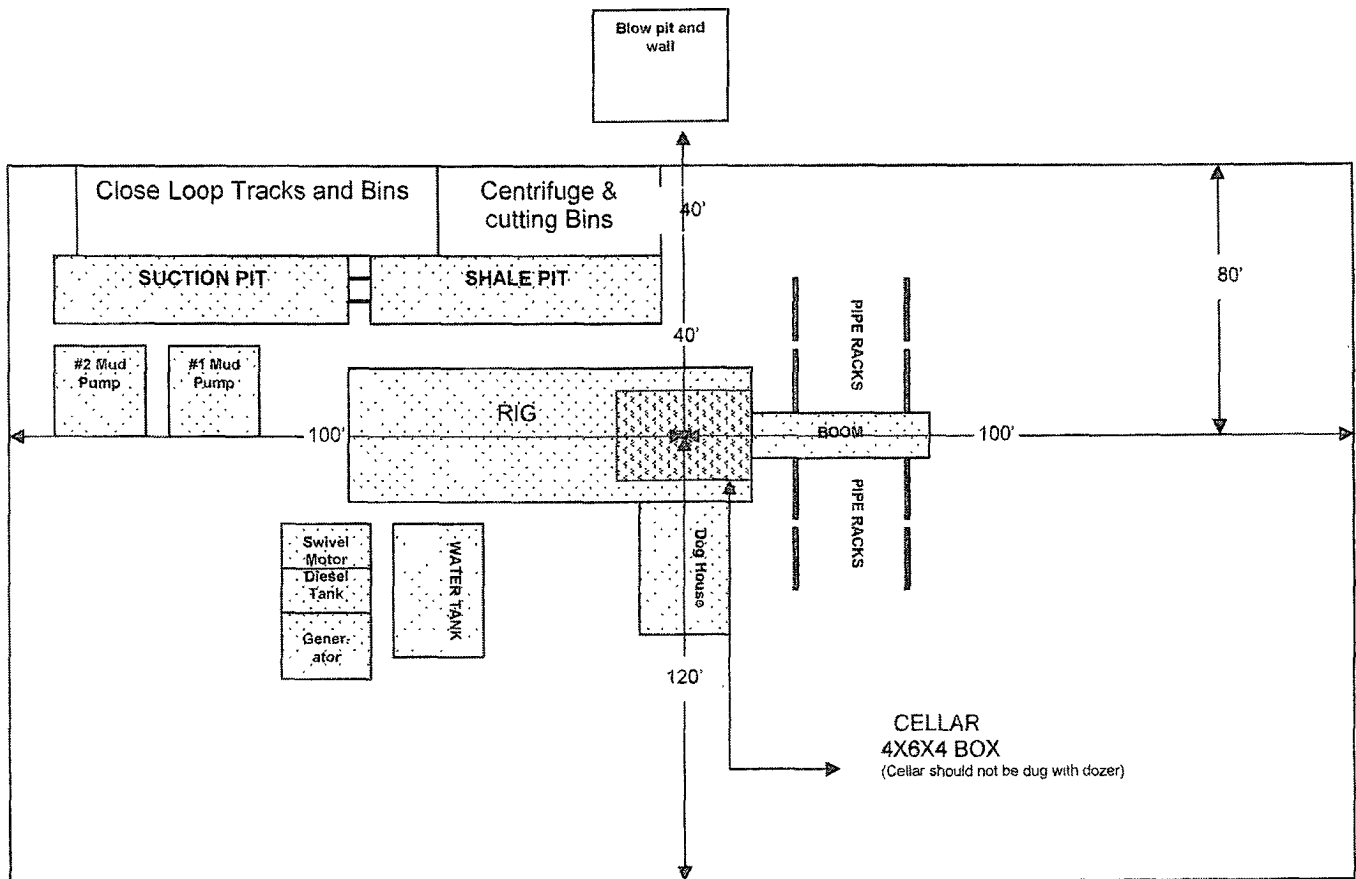 Blow pit and
wall
Close Loop Tracks and Bins
Centrifuge &
cutting Bins
40'
80'
SUCTION PIT
SHALE PIT
40'
PIPE RACKS
#2 Mud
Pump
#1 Mud
Pump
RIG
100'
BOOM
100'
PIPE RACKS
Swivel
Motor
Diesel
Tank
Gener-
ator
WATER TANK
Dog House
120'
CELLAR
4X6X4 BOX
(Cellar should not be dug with dozer)